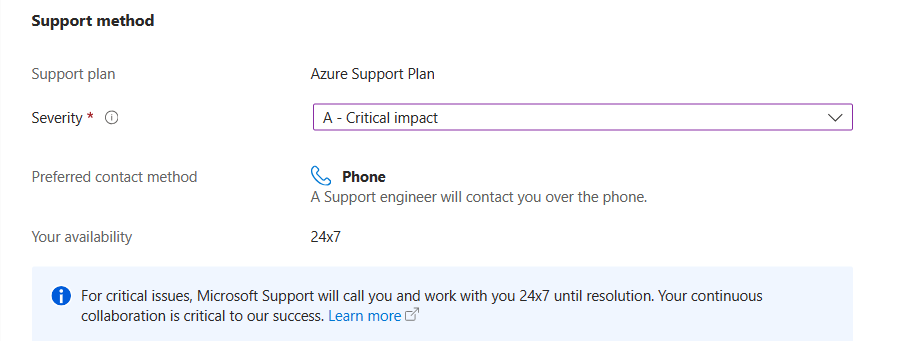 Support method
Support plan Azure Support Plan
Severity * A - Critical impact
Preferred contact method Phone
A Support engineer will contact you over the phone.
Your availability 24x7
For critical issues, Microsoft Support will call you and work with you 24x7 until resolution. Your continuous
collaboration is critical to our success. Learn more